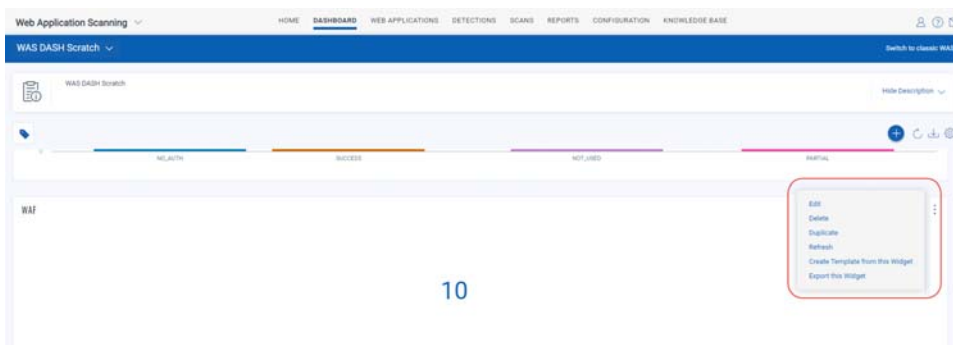 Web Application Scanning
HOME DASHBOARD WEB APPLICATIONS DETECTIONS SCANS REPORTS CONFIGURATION KNOWLEDGE BASE
WAS DASH Scratch
Switch to classic WAS
WAS DASH Scratch
Hide Description
NO_AUTH SUCCESS NOT_USED PARTIAL
WAF
Edit
Delete
Duplicate
Refresh
Create Template from this Widget
Export this Widget
10